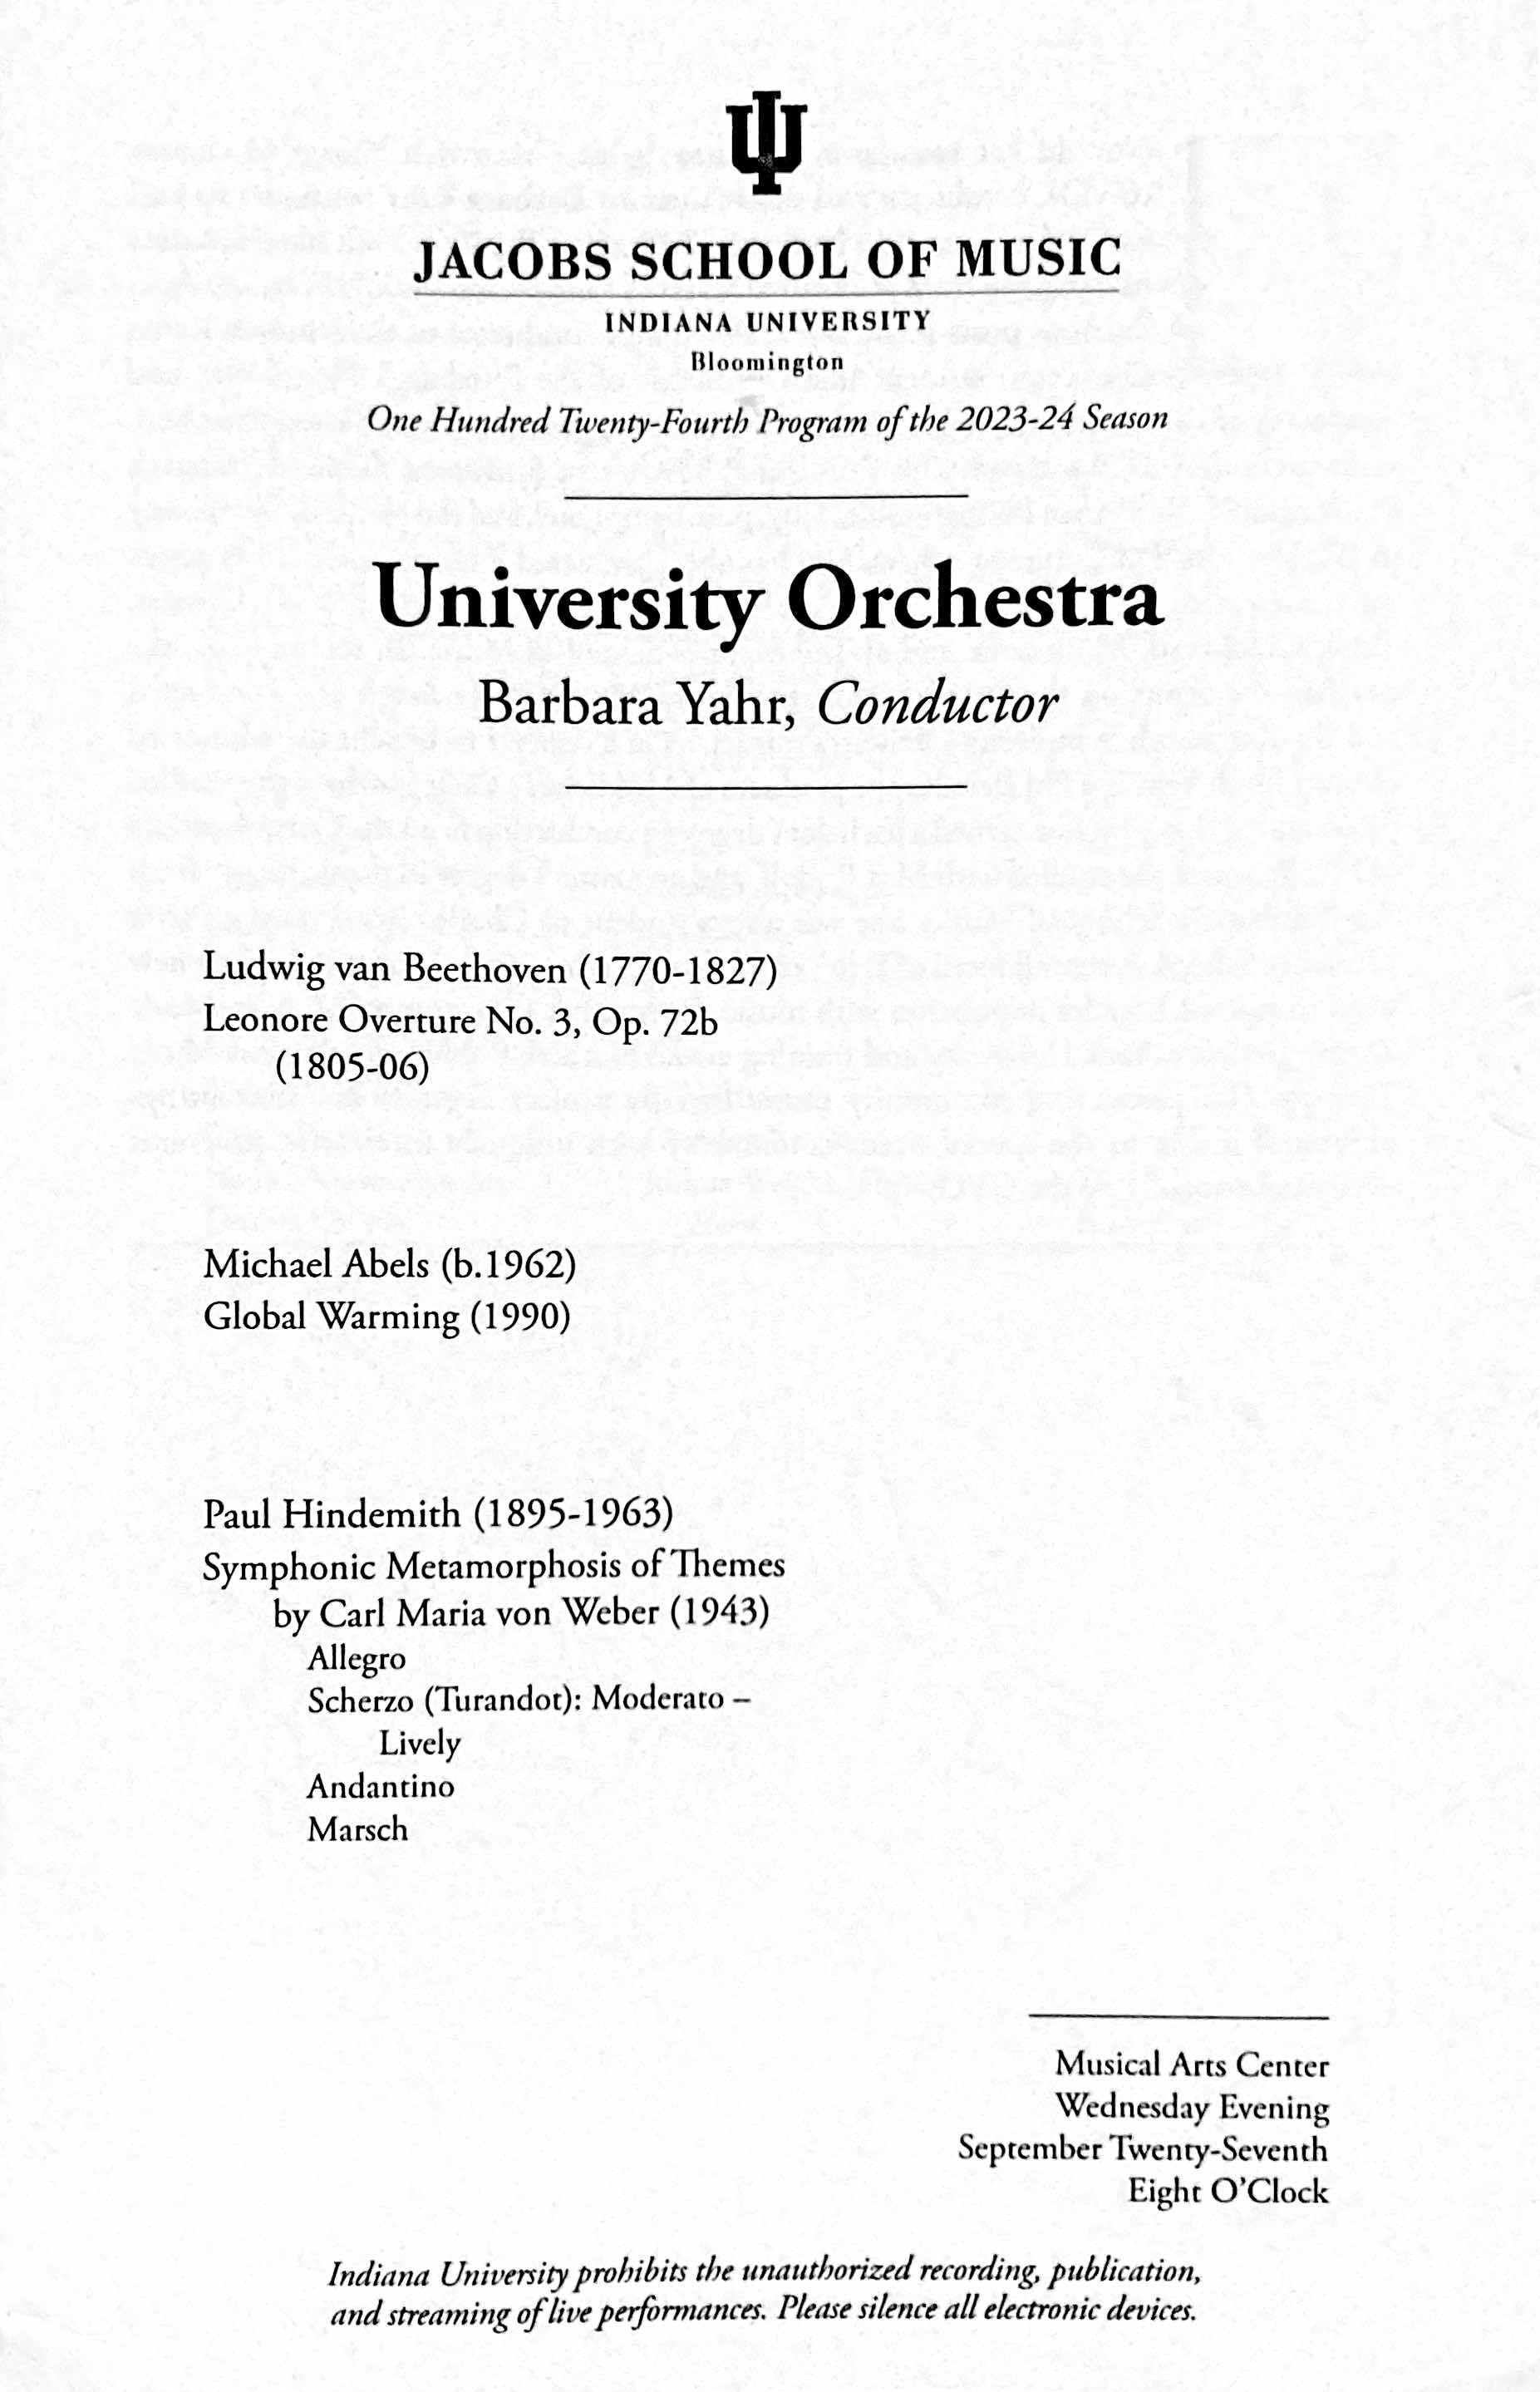 JACOBS SCHOOL OF MUSIC
INDIANA UNIVERSITY
Bloomington
One Hundred Twenty-Fourth Program of the 2023-24 Season
University Orchestra
Barbara Yahr, Conductor
Ludwig van Beethoven (1770-1827)
Leonore Overture No. 3, Op. 72b
(1805-06)
Michael Abels (b.1962)
Global Warming (1990)
Paul Hindemith (1895-1963)
Symphonic Metamorphosis of Themes
by Carl Maria von Weber (1943)
Allegro
Scherzo (Turandot): Moderato –
Lively
Andantino
Marsch
Musical Arts Center
Wednesday Evening
September Twenty-Seventh
Eight O'Clock
Indiana University prohibits the unauthorized recording, publication,
and streaming of live performances. Please silence all electronic devices.